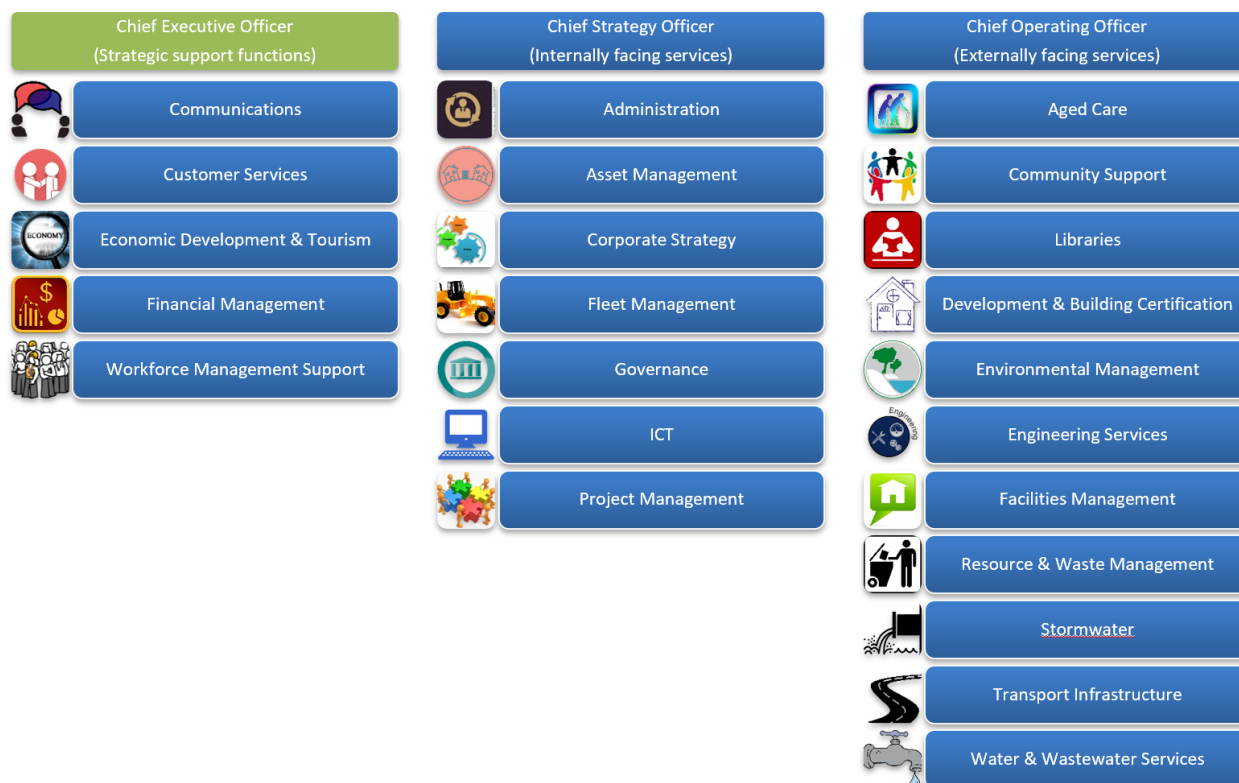 Chief Executive Officer
(Strategic support functions)
Communications
Customer Services
ECONOMY
Economic Development & Tourism
$
Financial Management
Workforce Management Support
Chief Strategy Officer
(Internally facing services)
Administration
Asset Management
Corporate Strategy
Fleet Management
Governance
ICT
Project Management
Chief Operating Officer
(Externally facing services)
Aged Care
Community Support
Libraries
Development & Building Certification
Environmental Management
Engineering
Engineering Services
Facilities Management
Resource & Waste Management
Stormwater
Transport Infrastructure
Water & Wastewater Services